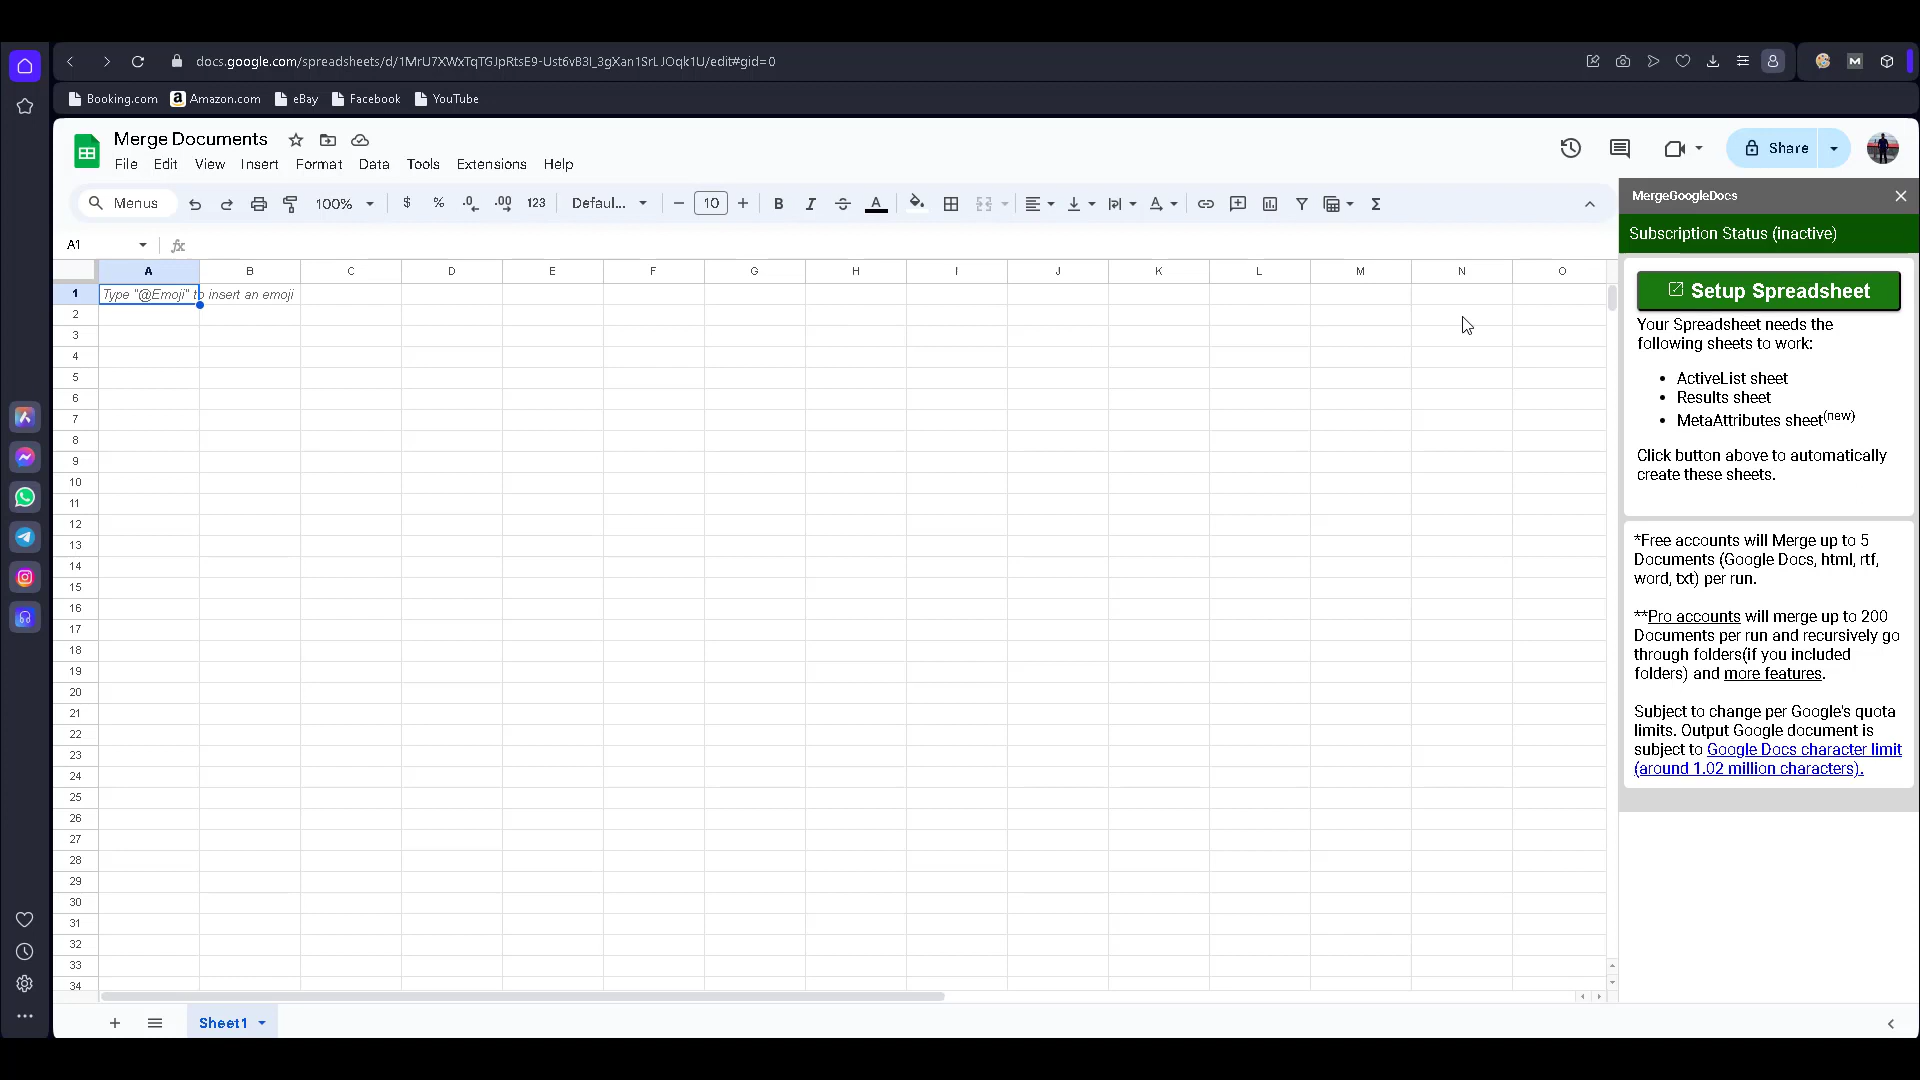 docs.google.com/spreadsheets/d/1MrU7XWxTqTGJpRtsE9-Ust6vB3I_3gXan1SrLJOqk1U/edit#gid=0
Booking.com Amazon.com eBay Facebook YouTube
Merge Documents
File Edit View Insert Format Data Tools Extensions Help
Share
Menus 100% $ % .0 .00 123 Defaul... 10 B I A
MergeGoogleDocs
Subscription Status (inactive)
A1 fx
A B C D E F G H I J K L M N O
1 Type "@Emoji" to insert an emoji
2
3
4
5
6
7
8
9
10
11
12
13
14
15
16
17
18
19
20
21
22
23
24
25
26
27
28
29
30
31
32
33
34
Setup Spreadsheet
Your Spreadsheet needs the
following sheets to work:
• ActiveList sheet
• Results sheet
• MetaAttributes sheet(new)
Click button above to automatically
create these sheets.
*Free accounts will Merge up to 5
Documents (Google Docs, html, rtf,
word, txt) per run.
**Pro accounts will merge up to 200
Documents per run and recursively go
through folders(if you included
folders) and more features.
Subject to change per Google's quota
limits. Output Google document is
subject to Google Docs character limit
(around 1.02 million characters).
Sheet1